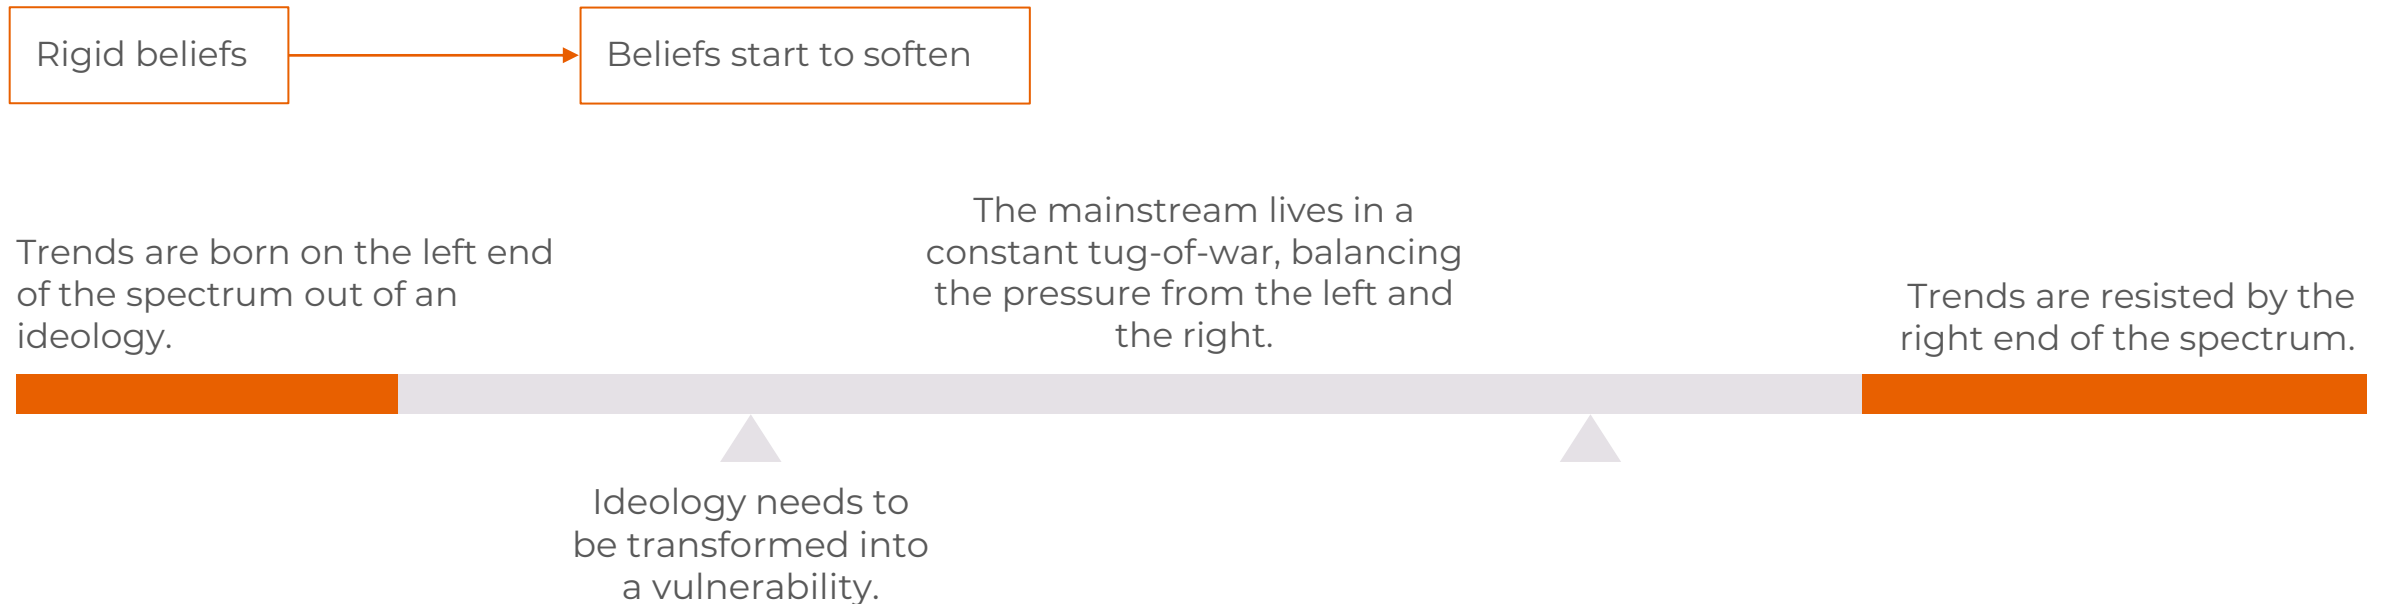 Rigid beliefs
Beliefs start to soften
Trends are born on the left end
of the spectrum out of an
ideology.
The mainstream lives in a
constant tug-of-war, balancing
the pressure from the left and
the right.
Trends are resisted by the
right end of the spectrum.
Ideology needs to
be transformed into
a vulnerability.